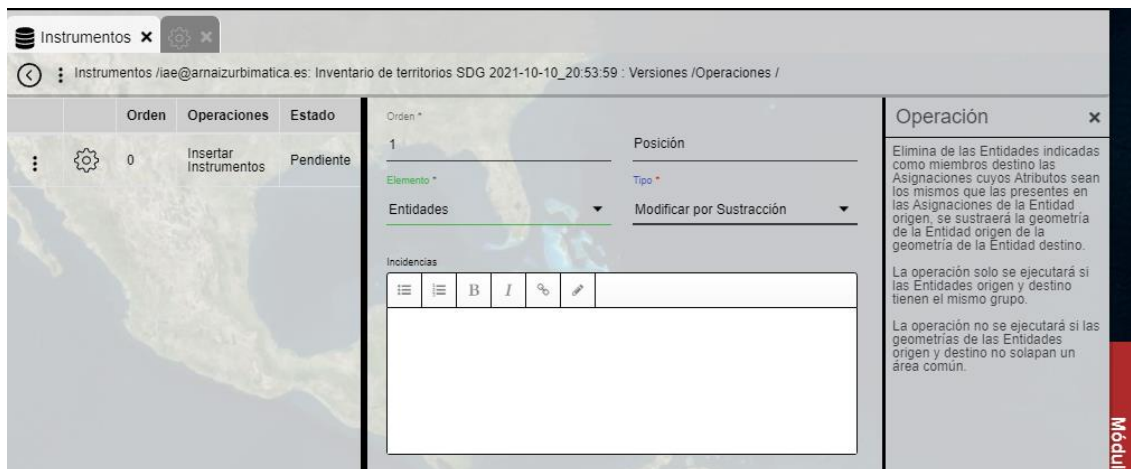 Instrumentos
Instrumentos /iae@arnaizurbimatica.es: Inventario de territorios SDG 2021-10-10_20:53:59 : Versiones /Operaciones /
Orden Operaciones Estado
0 Insertar Instrumentos Pendiente
Orden *
1 Posición
Elemento * Tipo *
Entidades Modificar por Sustracción
Incidencias
B I
Operación
Elimina de las Entidades indicadas
como miembros destino las
Asignaciones cuyos Atributos sean
los mismos que las presentes en
las Asignaciones de la Entidad
origen, se sustraerá la geometría
de la Entidad origen de la
geometría de la Entidad destino.
La operación solo se ejecutará si
las Entidades origen y destino
tienen el mismo grupo.
La operación no se ejecutará si las
geometrías de las Entidades
origen y destino no solapan un
área común.
Módul